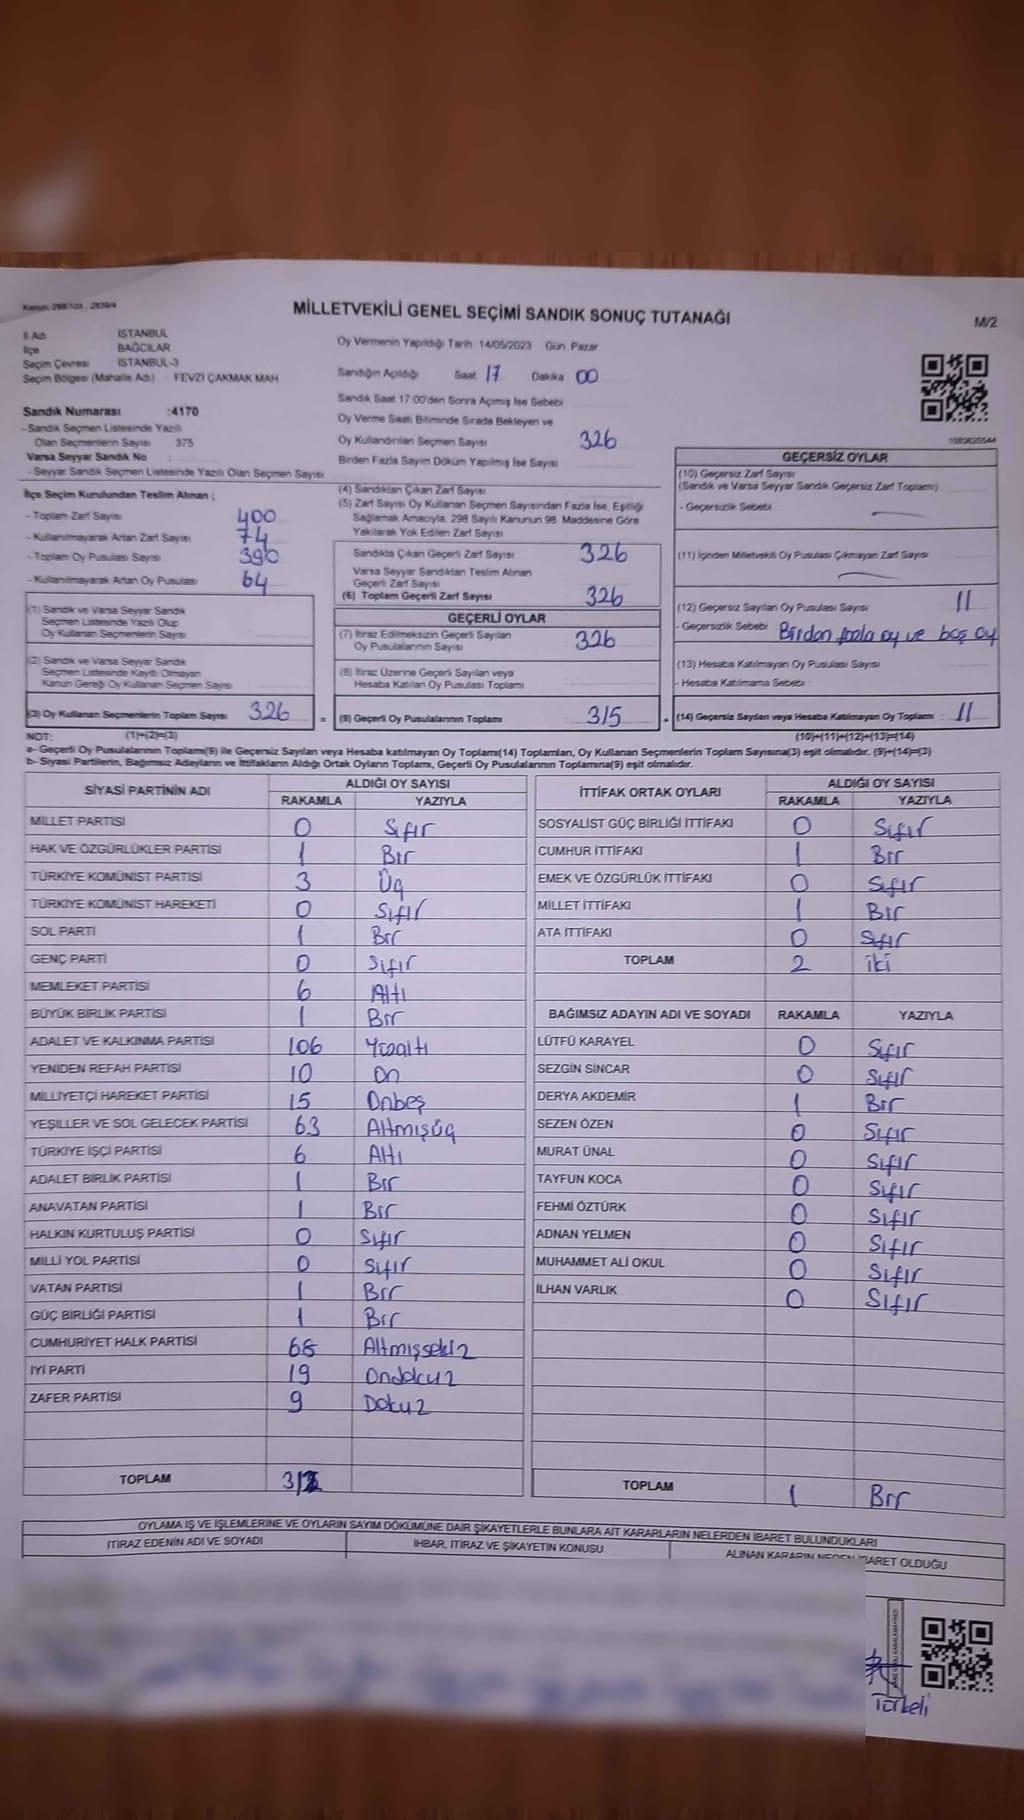 Kanun: 298/105 , 2839/4
MİLLETVEKİLİ GENEL SEÇİMİ SANDIK SONUÇ TUTANAĞI
M/2
İl Adı İSTANBUL
İlçe BAĞCILAR
Seçim Çevresi İSTANBUL-3
Seçim Bölgesi (Mahalle Adı) FEVZİ ÇAKMAK MAH
Oy Vermenin Yapıldığı Tarih 14/05/2023 Gün Pazar
Sandığın Açıldığı Saat 17 Dakika 00
Sandık Saat 17.00'den Sonra Açılmış İse Sebebi
Oy Verme Saati Bitiminde Sırada Bekleyen ve
Oy Kullandırılan Seçmen Sayısı 326
Birden Fazla Sayım Döküm Yapılmış İse Sayısı
Sandık Numarası :4170
- Sandık Seçmen Listesinde Yazılı
Olan Seçmenlerin Sayısı 375
Varsa Seyyar Sandık No :
- Seyyar Sandık Seçmen Listesinde Yazılı Olan Seçmen Sayısı
İlçe Seçim Kurulundan Teslim Alınan ;
- Toplam Zarf Sayısı 400
- Kullanılmayarak Artan Zarf Sayısı 74
- Toplam Oy Pusulası Sayısı 390
- Kullanılmayarak Artan Oy Pusulası 64
(1) Sandık ve Varsa Seyyar Sandık
Seçmen Listesinde Yazılı Olup
Oy Kullanan Seçmenlerin Sayısı
(2) Sandık ve Varsa Seyyar Sandık
Seçmen Listesinde Kayıtlı Olmayan
Kanun Gereği Oy Kullanan Seçmen Sayısı
(3) Oy Kullanan Seçmenlerin Toplam Sayısı 326 =
(4) Sandıktan Çıkan Zarf Sayısı
(5) Zarf Sayısı Oy Kullanan Seçmen Sayısından Fazla İse, Eşitliği
Sağlamak Amacıyla, 298 Sayılı Kanunun 98. Maddesine Göre
Yakılarak Yok Edilen Zarf Sayısı
Sandıkta Çıkan Geçerli Zarf Sayısı 326
Varsa Seyyar Sandıktan Teslim Alınan
Geçerli Zarf Sayısı
(6) Toplam Geçerli Zarf Sayısı 326
GEÇERLİ OYLAR
(7) İtiraz Edilmeksizin Geçerli Sayılan
Oy Pusulalarının Sayısı 326
(8) İtiraz Üzerine Geçerli Sayılan veya
Hesaba Katılan Oy Pusulası Toplamı
(9) Geçerli Oy Pusulalarının Toplamı 315 +
GEÇERSİZ OYLAR
(10) Geçersiz Zarf Sayısı
(Sandık ve Varsa Seyyar Sandık Geçersiz Zarf Toplamı)
- Geçersizlik Sebebi
(11) İçinden Milletvekili Oy Pusulası Çıkmayan Zarf Sayısı
(12) Geçersiz Sayılan Oy Pusulası Sayısı 11
- Geçersizlik Sebebi Birden fazla oy ve boş oy
(13) Hesaba Katılmayan Oy Pusulası Sayısı
- Hesaba Katılmama Sebebi
(14) Geçersiz Sayılan veya Hesaba Katılmayan Oy Toplamı : 11
NOT: (1)+(2)=(3) (10)+(11)+(12)+(13)=(14)
a- Geçerli Oy Pusulalarının Toplamı(9) ile Geçersiz Sayılan veya Hesaba katılmayan Oy Toplamı(14) Toplamları, Oy Kullanan Seçmenlerin Toplam Sayısına(3) eşit olmalıdır. (9)+(14)=(3)
b- Siyasi Partilerin, Bağımsız Adayların ve İttifakların Aldığı Ortak Oyların Toplamı, Geçerli Oy Pusulalarının Toplamına(9) eşit olmalıdır.
SİYASİ PARTİNİN ADI ALDIĞI OY SAYISI
RAKAMLA YAZIYLA
MİLLET PARTİSİ 0 Sıfır
HAK VE ÖZGÜRLÜKLER PARTİSİ 1 Bir
TÜRKİYE KOMÜNİST PARTİSİ 3 Üç
TÜRKİYE KOMÜNİST HAREKETİ 0 Sıfır
SOL PARTİ 1 Bir
GENÇ PARTİ 0 Sıfır
MEMLEKET PARTİSİ 6 Altı
BÜYÜK BİRLİK PARTİSİ 1 Bir
ADALET VE KALKINMA PARTİSİ 106 Yüzaltı
YENİDEN REFAH PARTİSİ 10 On
MİLLİYETÇİ HAREKET PARTİSİ 15 Onbeş
YEŞİLLER VE SOL GELECEK PARTİSİ 63 Altmışüç
TÜRKİYE İŞÇİ PARTİSİ 6 Altı
ADALET BİRLİK PARTİSİ 1 Bir
ANAVATAN PARTİSİ 1 Bir
HALKIN KURTULUŞ PARTİSİ 0 Sıfır
MİLLİ YOL PARTİSİ 0 Sıfır
VATAN PARTİSİ 1 Bir
GÜÇ BİRLİĞİ PARTİSİ 1 Bir
CUMHURİYET HALK PARTİSİ 68 Altmışsekiz
İYİ PARTİ 19 Ondokuz
ZAFER PARTİSİ 9 Dokuz
TOPLAM
İTTİFAK ORTAK OYLARI ALDIĞI OY SAYISI
RAKAMLA YAZIYLA
SOSYALİST GÜÇ BİRLİĞİ İTTİFAKI 0 Sıfır
CUMHUR İTTİFAKI 1 Bir
EMEK VE ÖZGÜRLÜK İTTİFAKI 0 Sıfır
MİLLET İTTİFAKI 1 Bir
ATA İTTİFAKI 0 Sıfır
TOPLAM 2 iki
BAĞIMSIZ ADAYIN ADI VE SOYADI RAKAMLA YAZIYLA
LÜTFÜ KARAYEL 0 Sıfır
SEZGİN SİNCAR 0 Sıfır
DERYA AKDEMİR 1 Bir
SEZEN ÖZEN 0 Sıfır
MURAT ÜNAL 0 Sıfır
TAYFUN KOCA 0 Sıfır
FEHMİ ÖZTÜRK 0 Sıfır
ADNAN YELMEN 0 Sıfır
MUHAMMET ALİ OKUL 0 Sıfır
İLHAN VARLIK 0 Sıfır
TOPLAM 1 Bir
OYLAMA İŞ VE İŞLEMLERİNE VE OYLARIN SAYIM DÖKÜMÜNE DAİR ŞİKAYETLERLE BUNLARA AİT KARARLARIN NELERDEN İBARET BULUNDUKLARI
İTİRAZ EDENİN ADI VE SOYADI İHBAR, İTİRAZ VE ŞİKAYETİN KONUSU ALINAN KARARIN NEDEN İBARET OLDUĞU